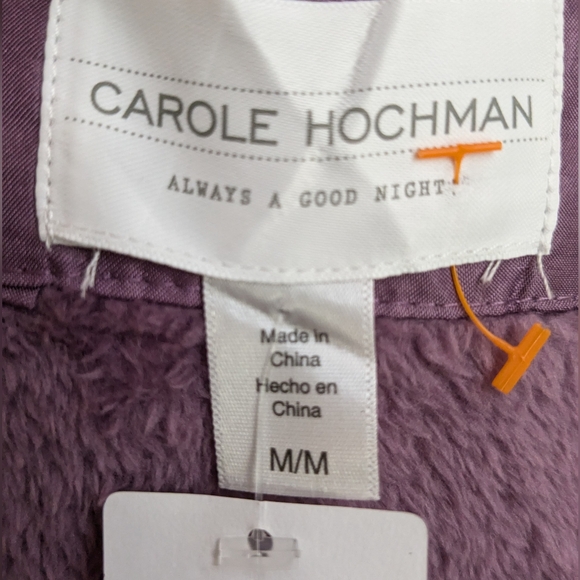 CAROLE HOCHMAN
ALWAYS A GOOD NIGHT
Made in
China
Hecho en
China
M/M